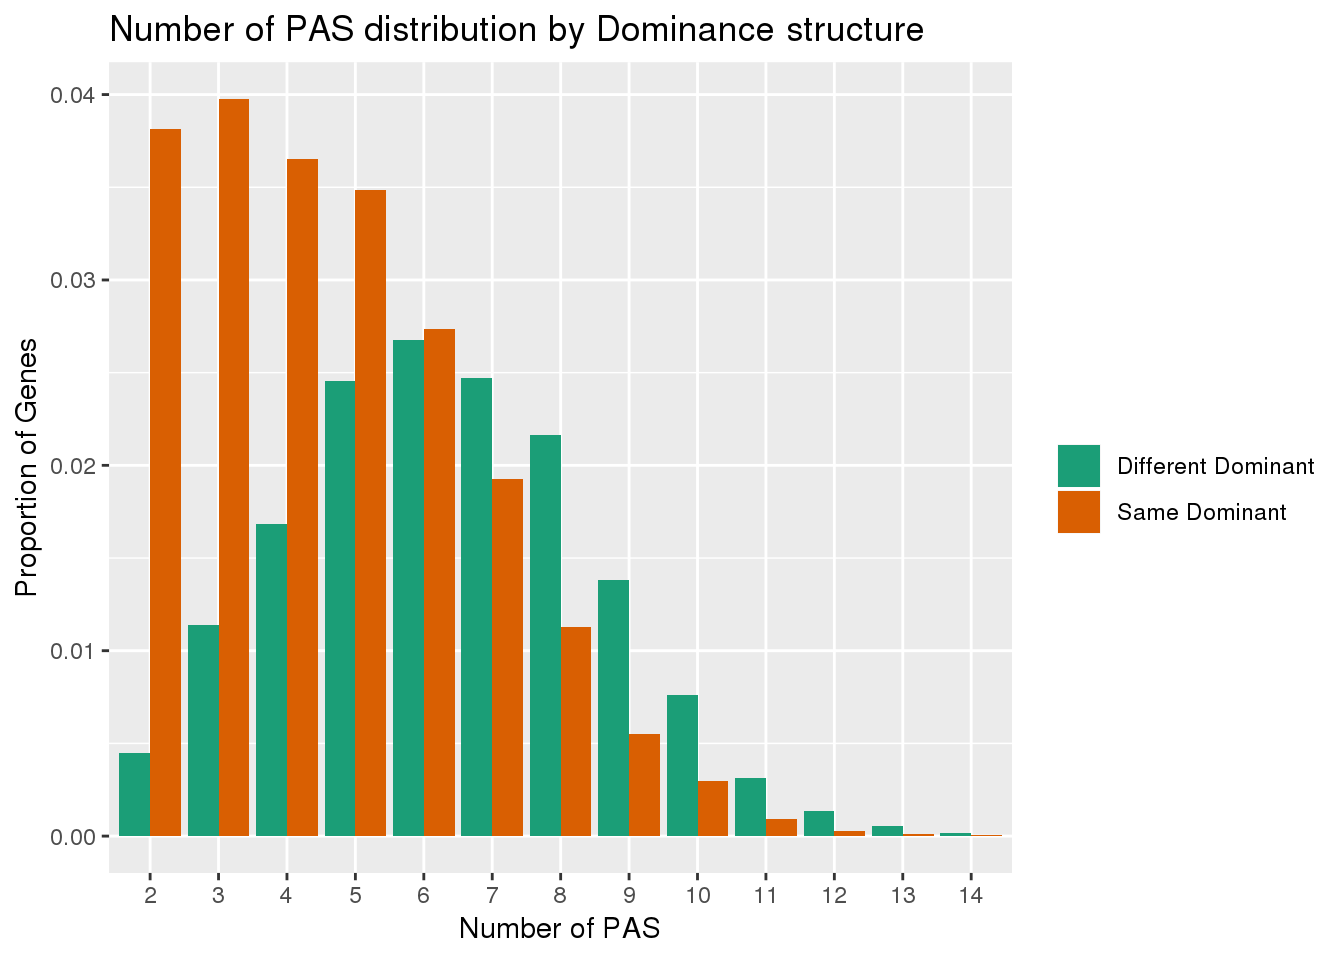 Number of PAS distribution by Dominance structure
Proportion of Genes
0.04
0.03
0.02
0.01
0.00
2 3 4 5 6 7 8 9 10 11 12 13 14
Number of PAS
Different Dominant
Same Dominant